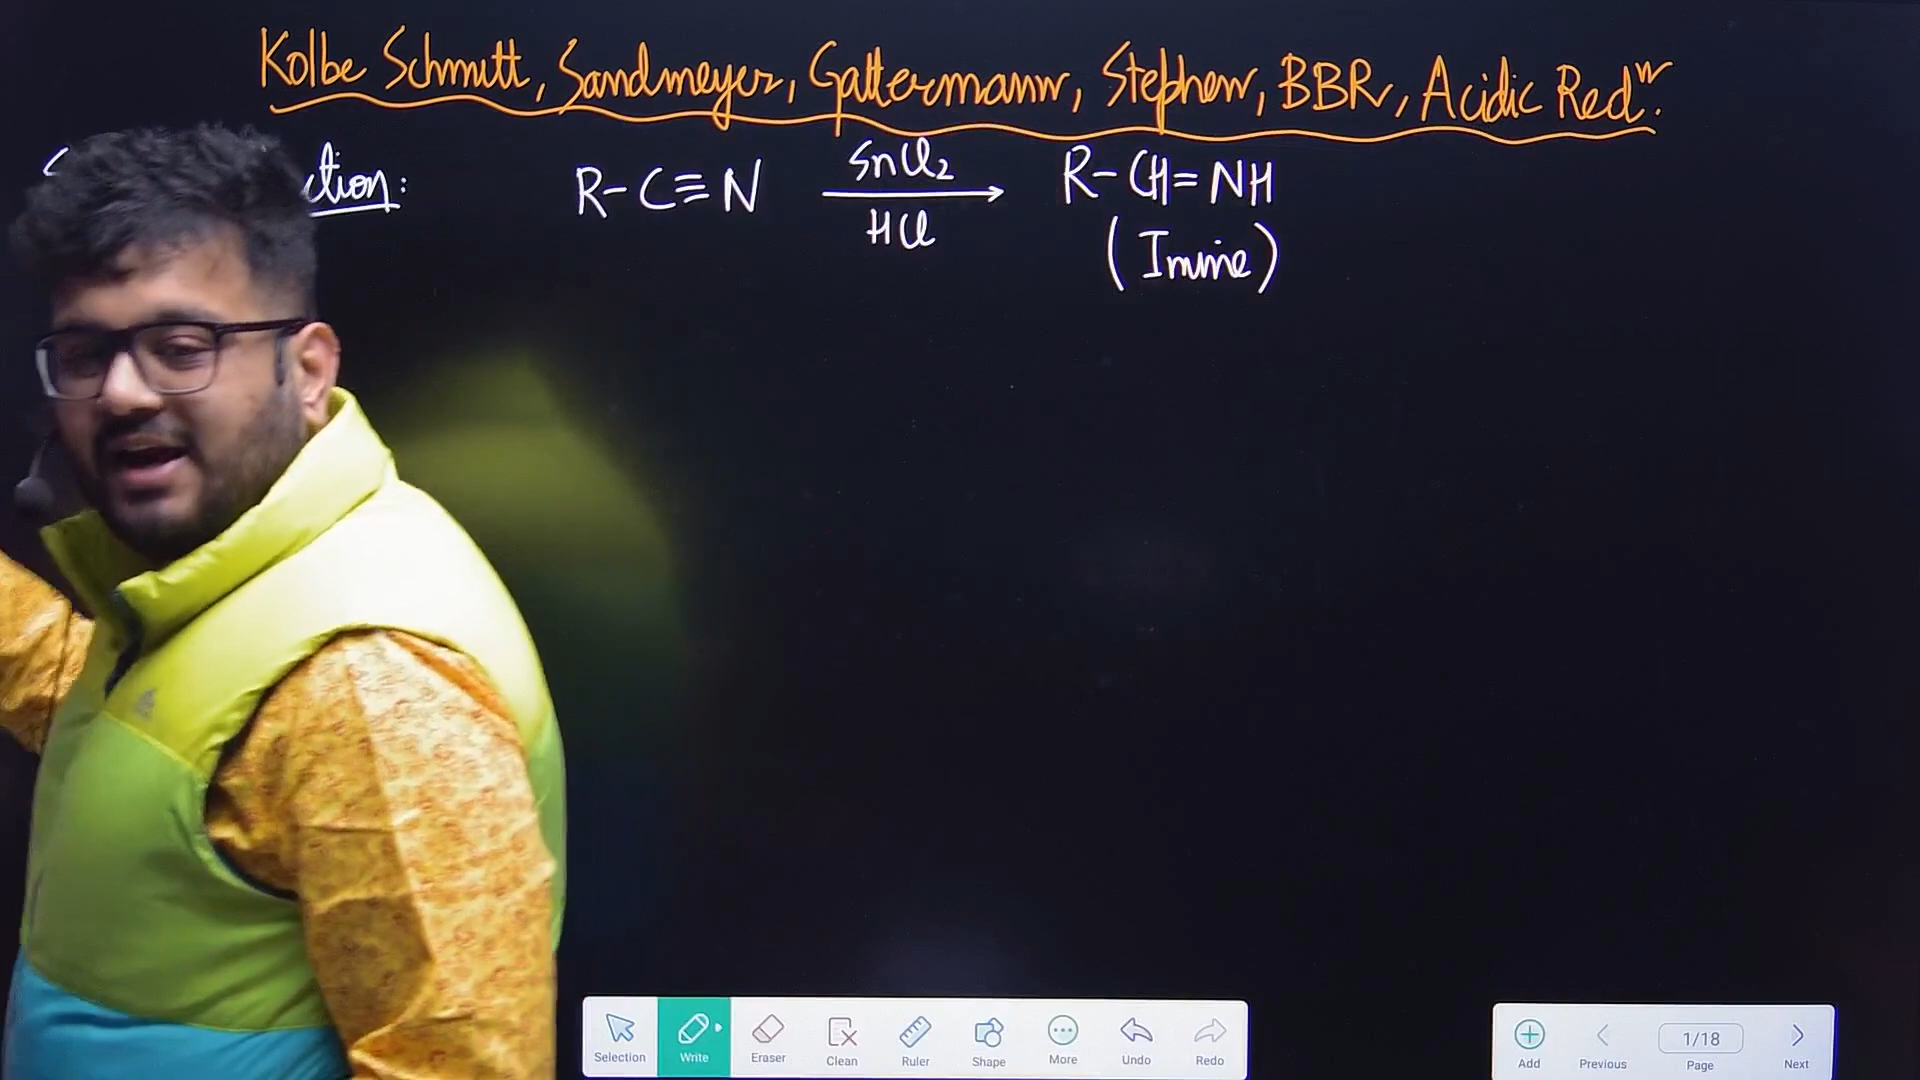 Kolbe Schmitt, Sandmeyer, Gattermann, Stephen, BBR, Acidic Redⁿ.
ction:
R-C≡N
SnCl₂
HCl
R-CH=NH
(Imine)
Selection
Write
Eraser
Clean
Ruler
Shape
More
Undo
Redo
Add
Previous
1/18
Page
Next